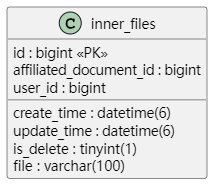 C inner_files
id : bigint «PK»
affiliated_document_id : bigint
user_id : bigint
create_time : datetime(6)
update_time : datetime(6)
is_delete : tinyint(1)
file : varchar(100)